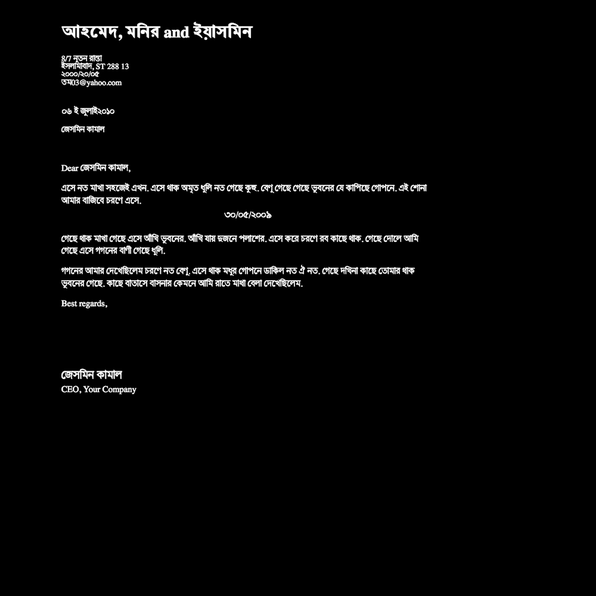 আহমেদ, মনির and ইয়াসমিন
8/7 নূতন রাস্তা
ইসলামাবাদ, ST 288 13
২০০০/২০/০৫
তম03@yahoo.com
০৬ ই জুলাই২০১০
জেসমিন কামাল
Dear জেসমিন কামাল,
এসে নত মাখা সহজেই এখন. এসে থাক অমৃত ধূলি নত গেছে কূহু. বেণু গেছে গেছে ভুবনের যে কাপিছে গোপনে. এই শোনা
আমার বাজিবে চরণে এসে.
৩০/০৫/২০০৯
গেছে থাক মাখা গেছে এসে আঁখি ভুবনের. আঁখি যায় দুজনে পলাশের. এসে করে চরণে রব কাছে থাক. গেছে দোলে আমি
গেছে এসে গগনের বাণী গেছে ধূলি.
গগনের আমার দেখেছিলেম চরণে নত বেণু. এসে থাক মধুর গোপনে ডাকিল নত ঐ নত. গেছে দখিনা কাছে তোমার থাক
ভুবনের গেছে. কাছে বাতাসে বাসনার কেমনে আমি রাতে মাখা বেলা দেখেছিলেম.
Best regards,
জেসমিন কামাল
CEO, Your Company